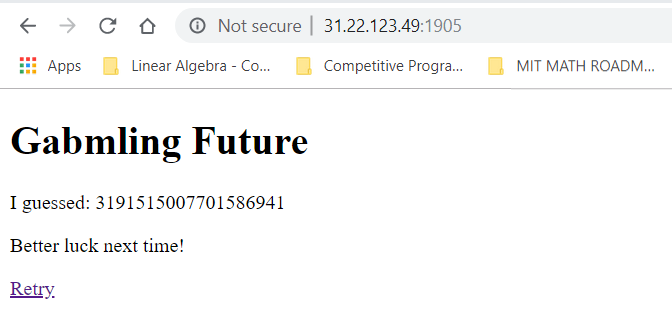 Not secure | 31.22.123.49:1905
Apps Linear Algebra - Co... Competitive Progra... MIT MATH ROADM...
Gabmling Future
I guessed: 3191515007701586941
Better luck next time!
Retry